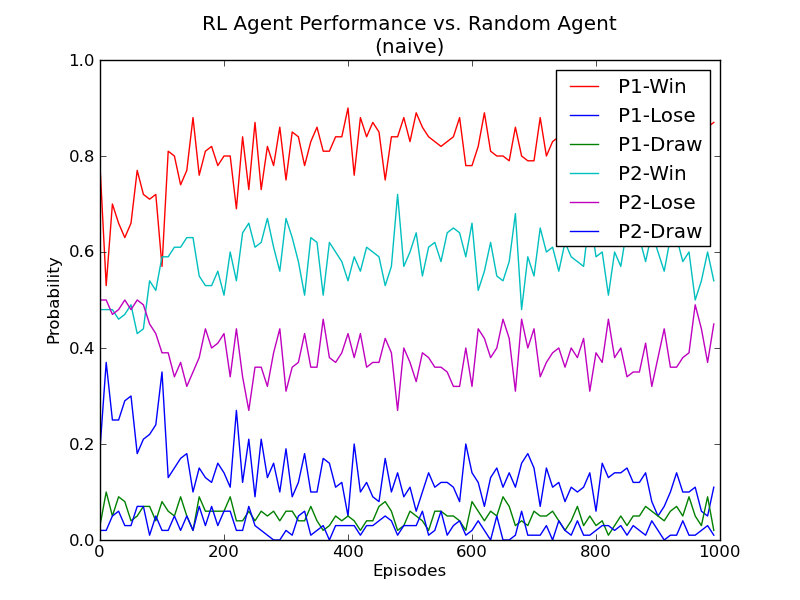 RL Agent Performance vs. Random Agent
(naive)
1.0
0.8
0.6
0.4
0.2
0.0
Probability
P1-Win
P1-Lose
P1-Draw
P2-Win
P2-Lose
P2-Draw
0 200 400 600 800 1000
Episodes